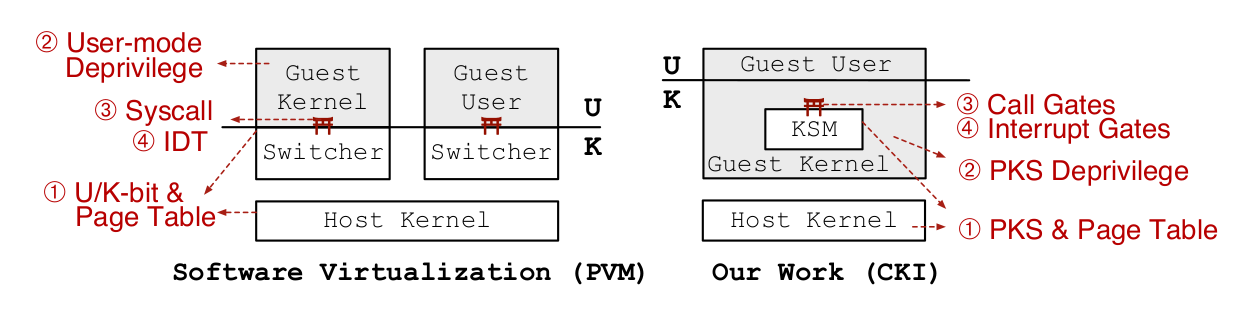 ② User-mode
Deprivilege
③ Syscall
④ IDT
① U/K-bit &
Page Table
Guest
Kernel
Guest
User
U
K
Switcher
Switcher
Host Kernel
Software Virtualization (PVM)
U
K
Guest User
KSM
Guest Kernel
Host Kernel
③ Call Gates
④ Interrupt Gates
② PKS Deprivilege
① PKS & Page Table
Our Work (CKI)